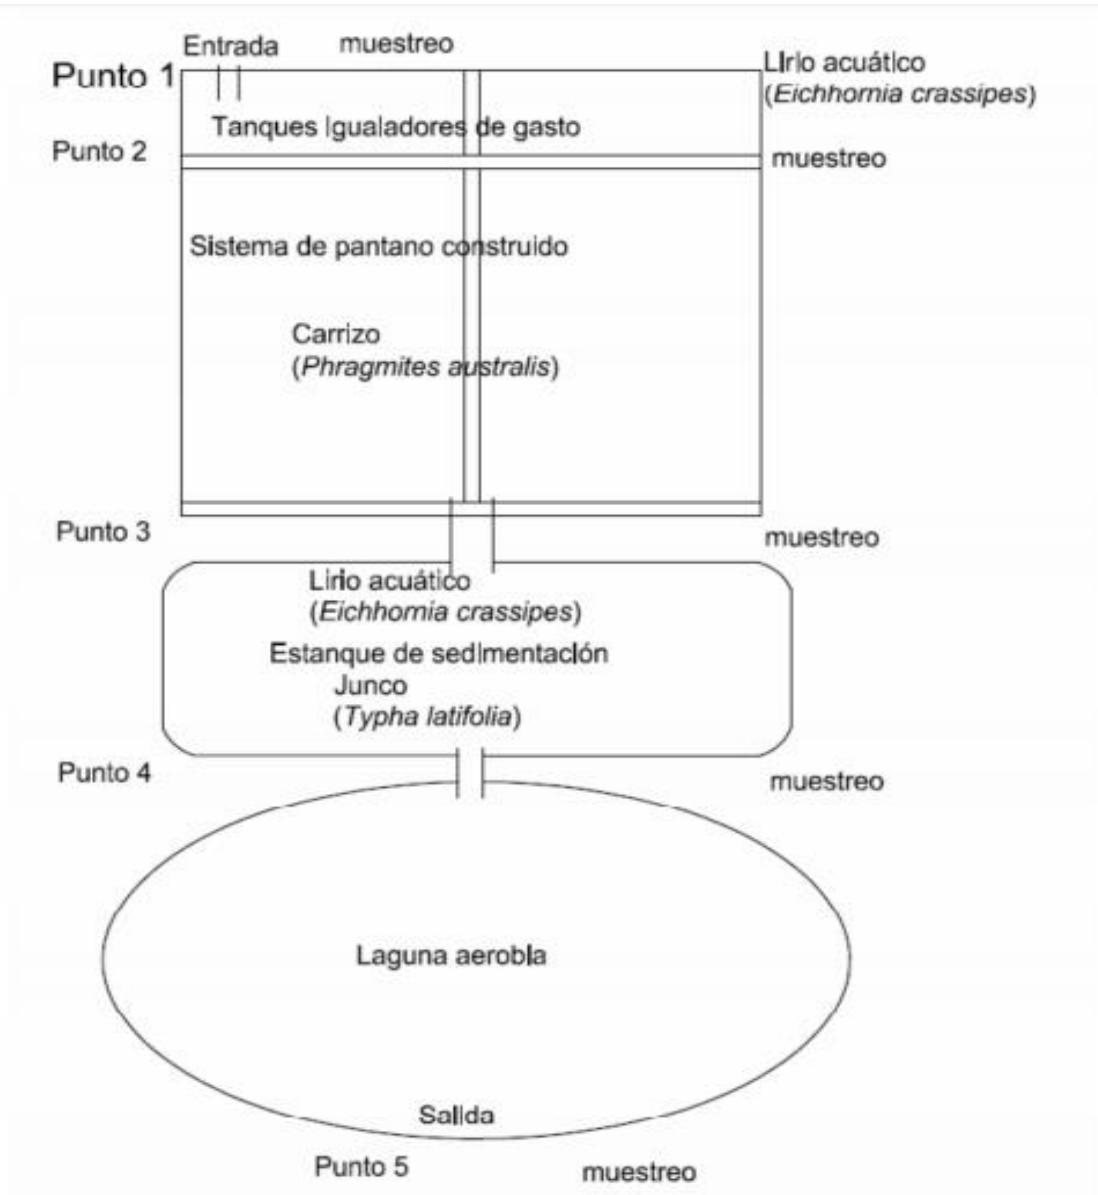 Entrada
muestreo
Punto 1
Lirio acuático
(Eichhornia crassipes)
Tanques Igualadores de gasto
Punto 2
muestreo
Sistema de pantano construido
Carrizo
(Phragmites australis)
Punto 3
muestreo
Lirio acuático
(Eichhornia crassipes)
Estanque de sedimentación
Junco
(Typha latifolia)
Punto 4
muestreo
Laguna aerobia
Salida
Punto 5
muestreo